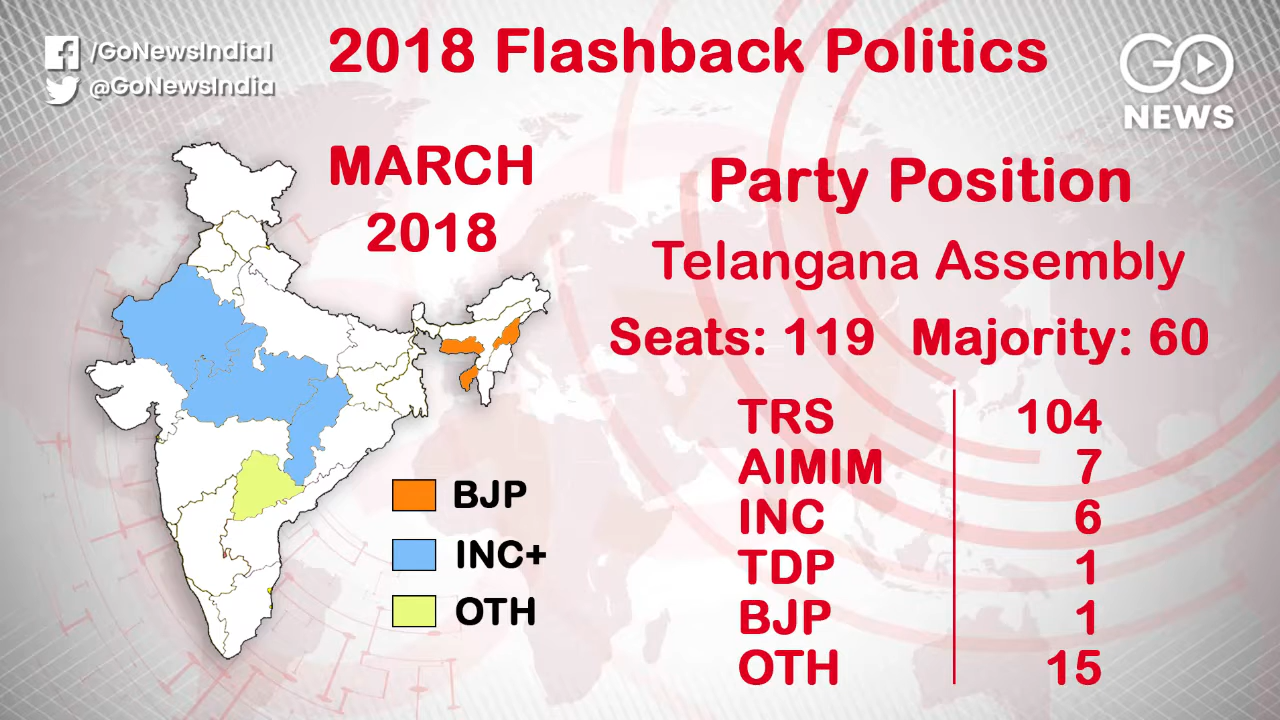 /GoNewsIndia1
@GoNewsIndia
2018 Flashback Politics
GO
NEWS
MARCH
2018
Party Position
Telangana Assembly
Seats: 119 Majority: 60
TRS 104
AIMIM 7
INC 6
TDP 1
BJP 1
OTH 15
BJP
INC+
OTH